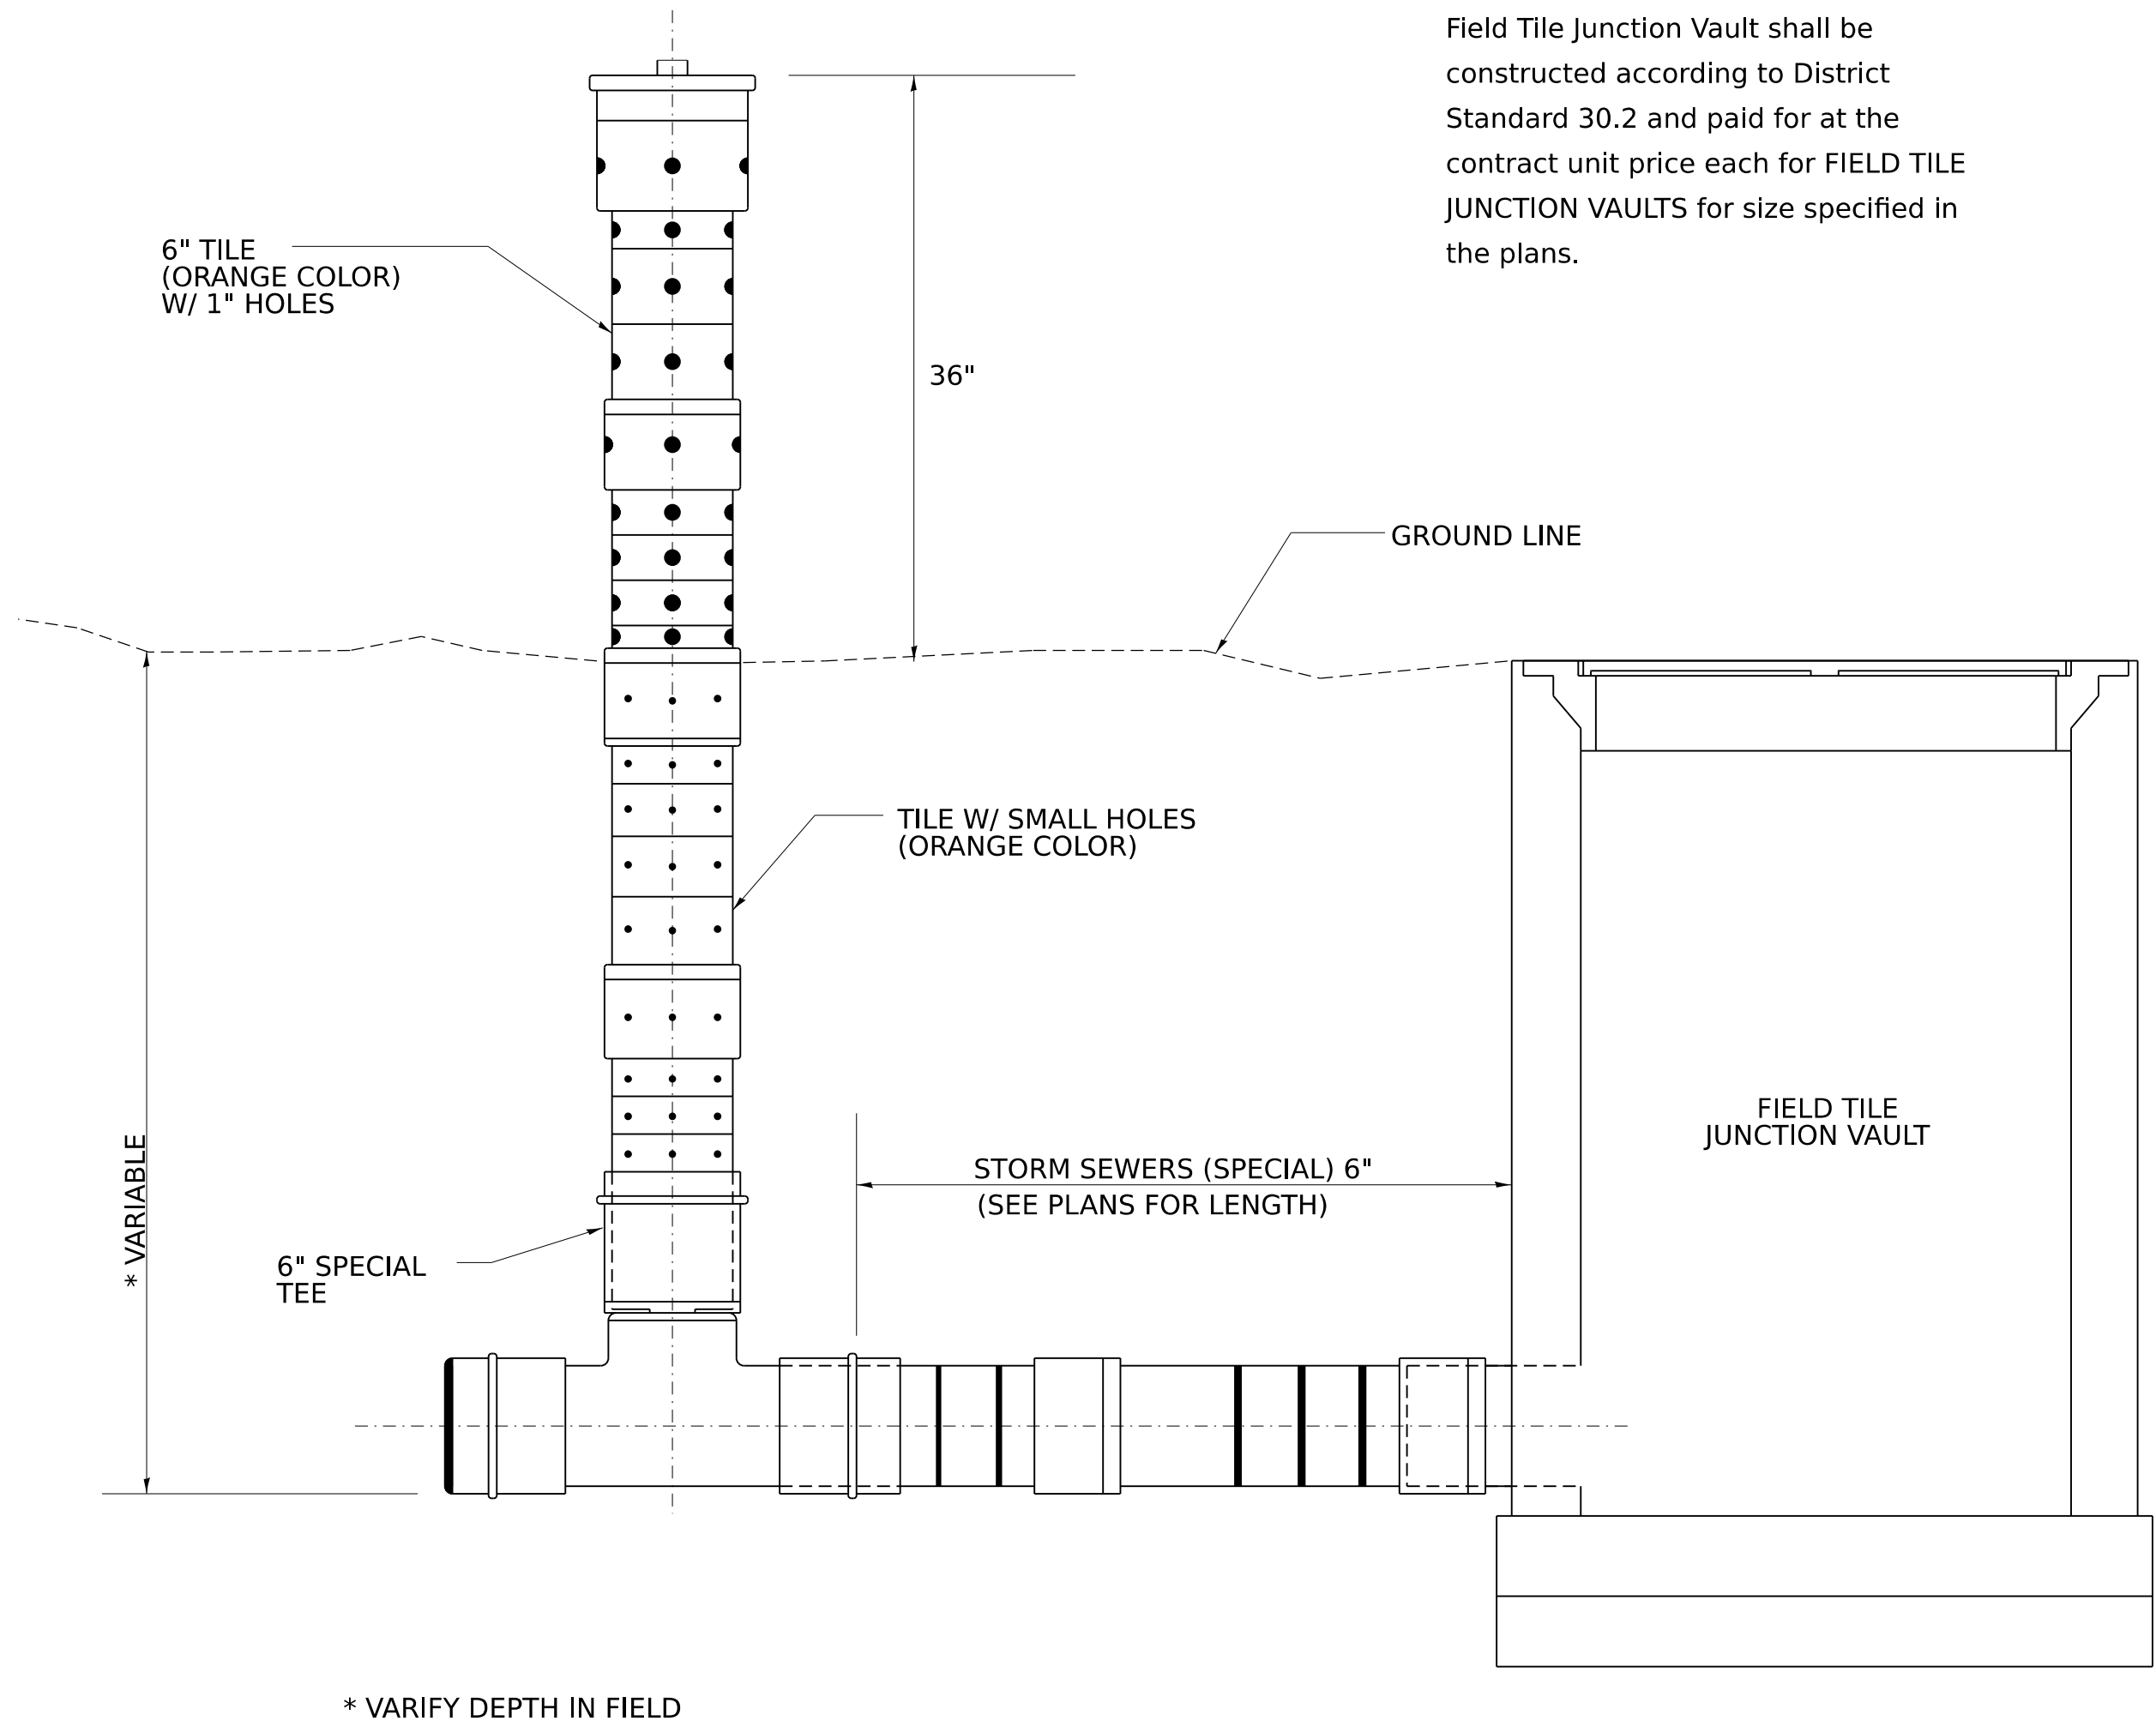 Field Tile Junction Vault shall be
constructed according to District
Standard 30.2 and paid for at the
contract unit price each for FIELD TILE
JUNCTION VAULTS for size specified in
the plans.
6" TILE
(ORANGE COLOR)
W/ 1" HOLES
36"
GROUND LINE
TILE W/ SMALL HOLES
(ORANGE COLOR)
FIELD TILE
JUNCTION VAULT
* VARIABLE
STORM SEWERS (SPECIAL) 6"
(SEE PLANS FOR LENGTH)
6" SPECIAL
TEE
* VARIFY DEPTH IN FIELD